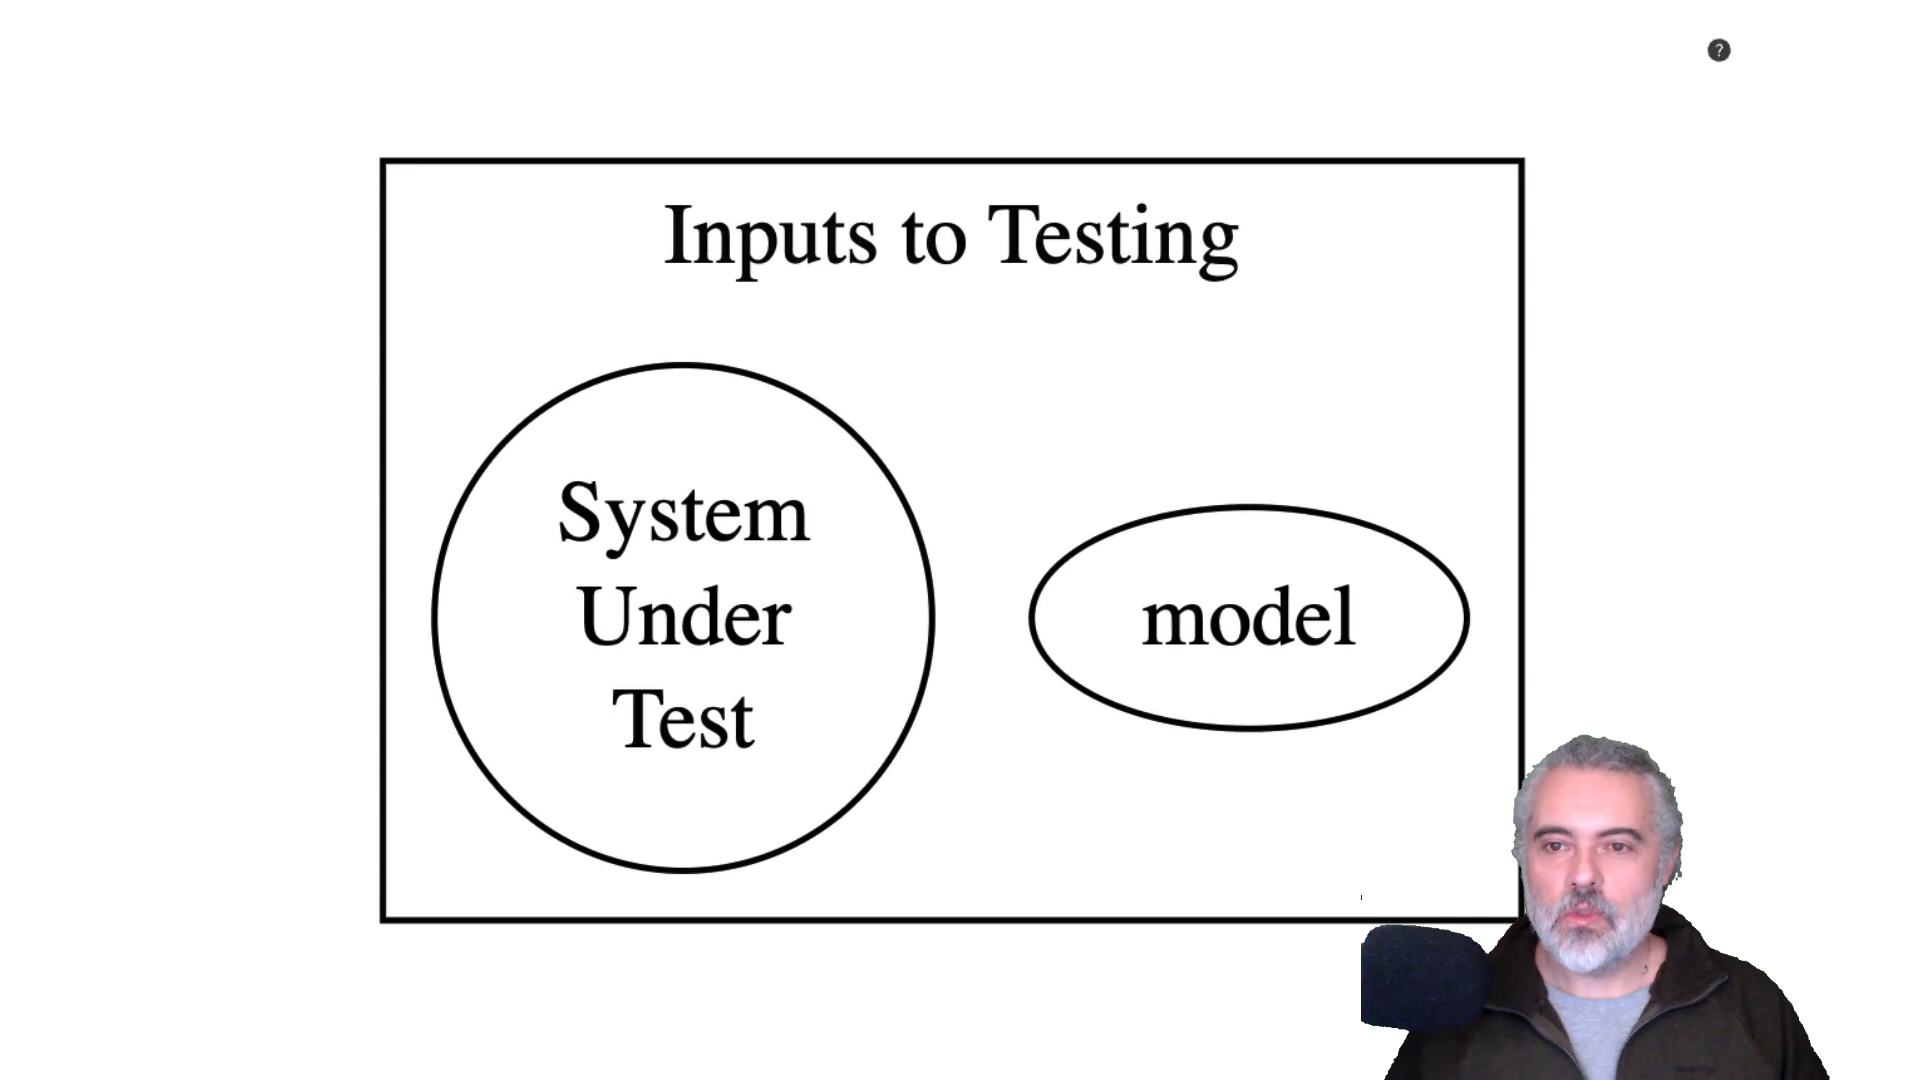 ?
Inputs to Testing
System
Under
Test
model